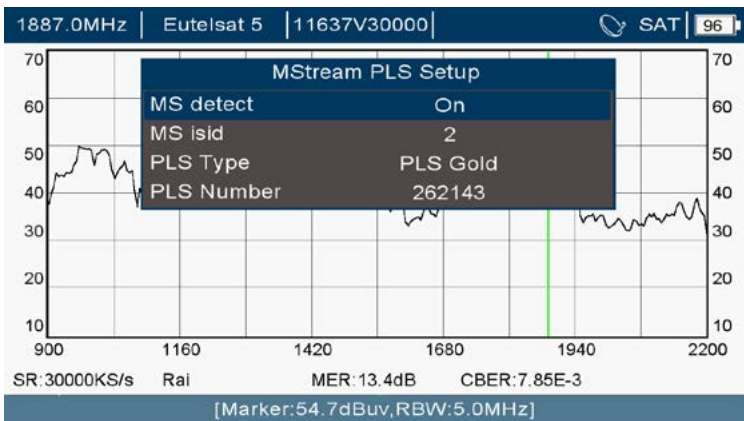 1887.0MHz Eutelsat 5 11637V30000 SAT 96
MStream PLS Setup
MS detect On
MS isid 2
PLS Type PLS Gold
PLS Number 262143
70 70
60 60
50 50
40 40
30 30
20 20
10 10
900 1160 1420 1680 1940 2200
SR:30000KS/s Rai MER:13.4dB CBER:7.85E-3
[Marker:54.7dBuv,RBW:5.0MHz]